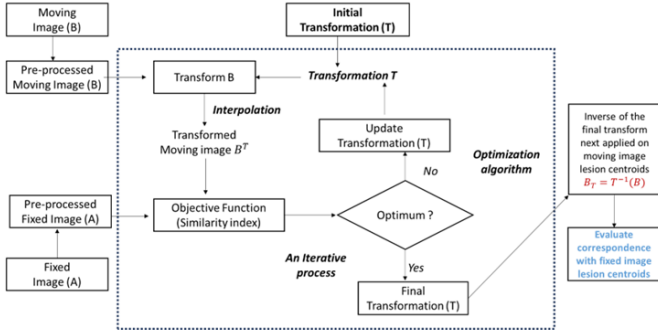 Moving
Image (B)
Initial
Transformation (T)
Pre-processed
Moving Image (B)
Transform B
Transformation T
Interpolation
Transformed
Moving image B^T
Update
Transformation (T)
No
Optimization
algorithm
Inverse of the
final transform
next applied on
moving image
lesion centroids
B_T = T^{-1}(B)
Pre-processed
Fixed Image (A)
Objective Function
(Similarity index)
Optimum ?
Evaluate
correspondence
with fixed image
lesion centroids
Fixed
Image (A)
An Iterative
process
Yes
Final
Transformation (T)